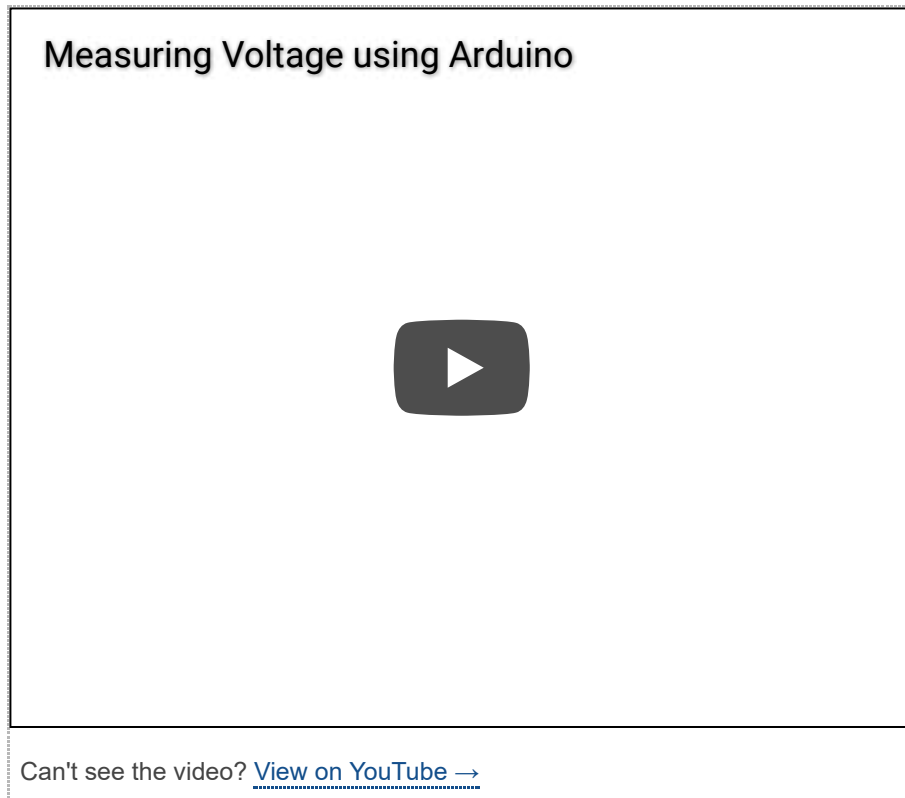 Measuring Voltage using Arduino
Can't see the video? View on YouTube →